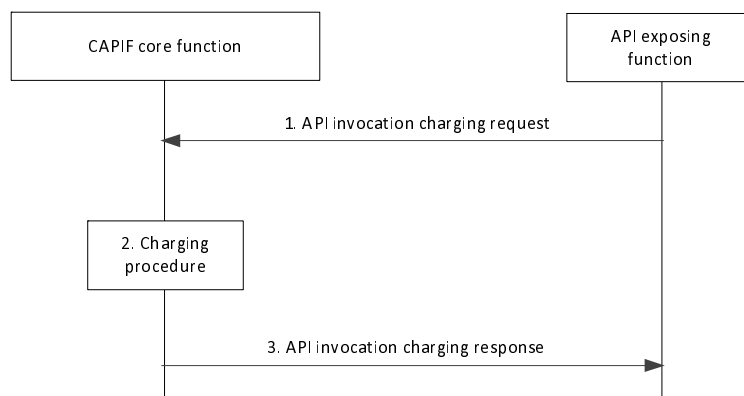 CAPIF core function
API exposing
function
1. API invocation charging request
2. Charging
procedure
3. API invocation charging response